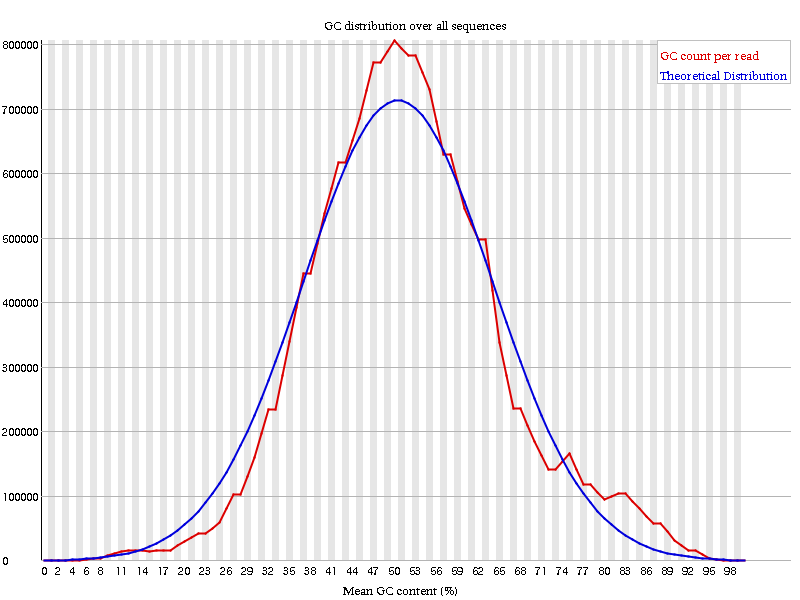 GC distribution over all sequences
GC count per read
Theoretical Distribution
800000
700000
600000
500000
400000
300000
200000
100000
0
0 2 4 6 8 11 14 17 20 23 26 29 32 35 38 41 44 47 50 53 56 59 62 65 68 71 74 77 80 83 86 89 92 95 98
Mean GC content (%)